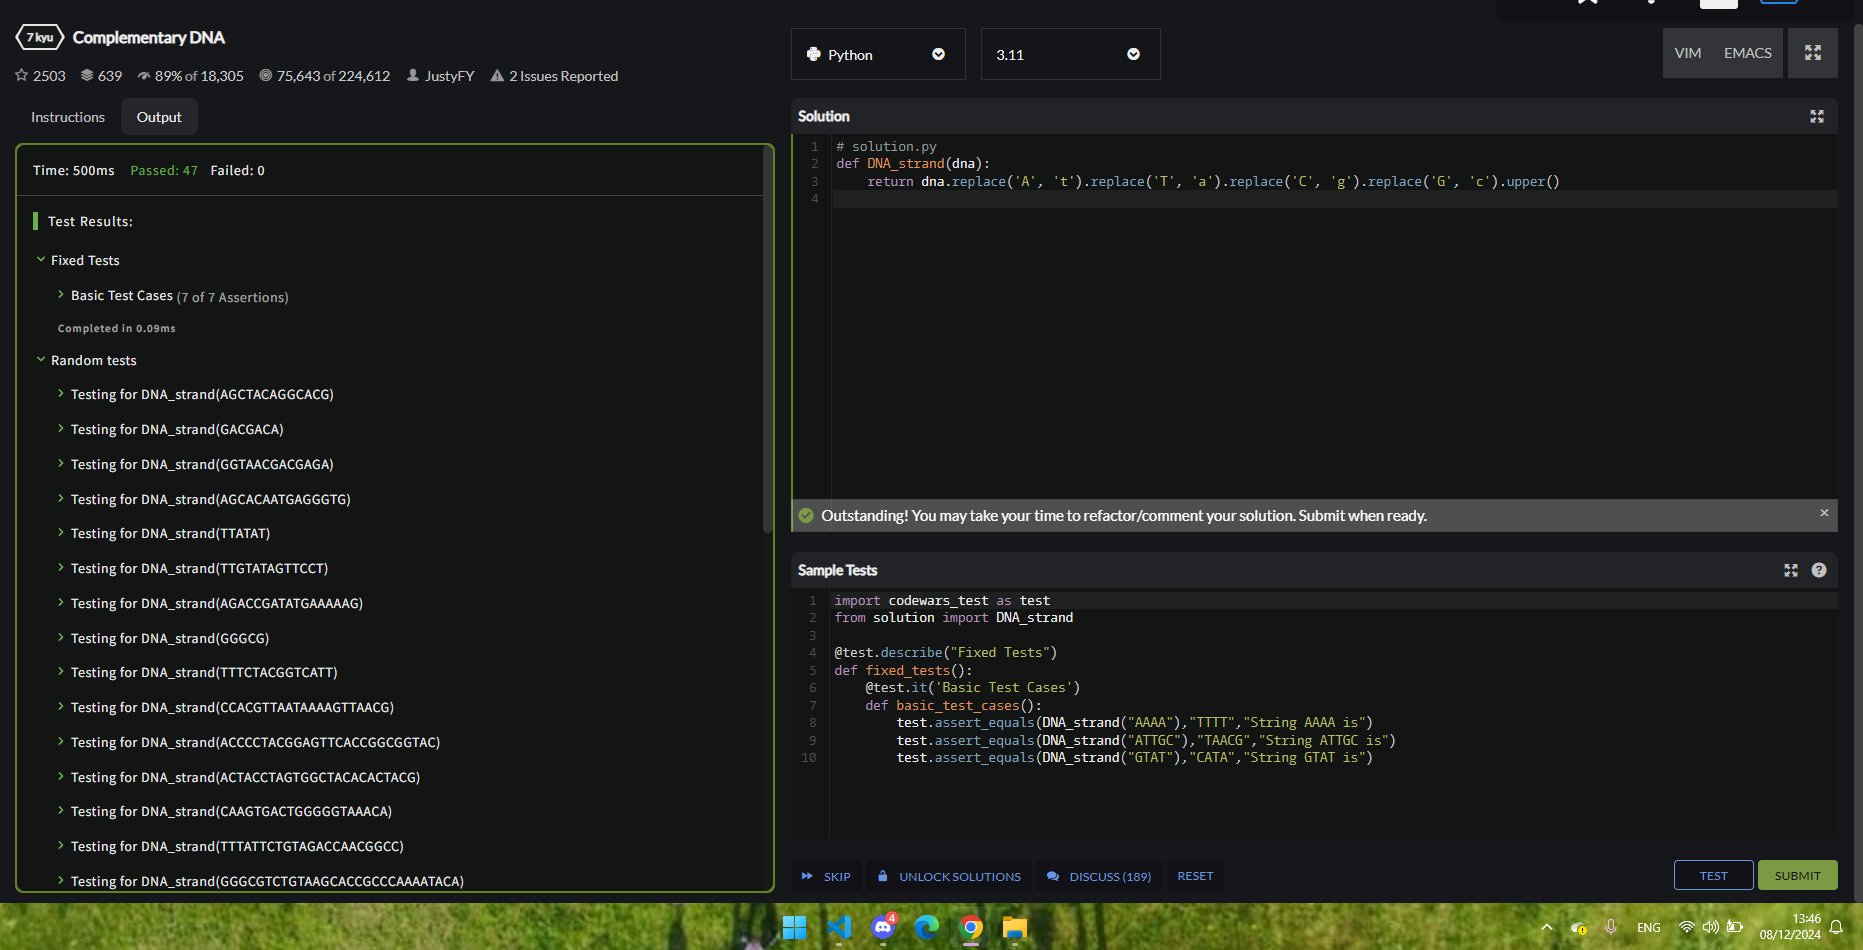 7 kyu Complementary DNA
2503 639 89% of 18,305 75,643 of 224,612 JustyFY 2 Issues Reported
Instructions Output
Time: 500ms Passed: 47 Failed: 0
Test Results:
Fixed Tests
Basic Test Cases (7 of 7 Assertions)
Completed in 0.09ms
Random tests
Testing for DNA_strand(AGCTACAGGCACG)
Testing for DNA_strand(GACGACA)
Testing for DNA_strand(GGTAACGACGAGA)
Testing for DNA_strand(AGCACAATGAGGGTG)
Testing for DNA_strand(TTATAT)
Testing for DNA_strand(TTGTATAGTTCCT)
Testing for DNA_strand(AGACCGATATGAAAAAG)
Testing for DNA_strand(GGGCG)
Testing for DNA_strand(TTTCTACGGTCATT)
Testing for DNA_strand(CCACGTTAATAAAAGTTAACG)
Testing for DNA_strand(ACCCCTACGGAGTTCACCGGCGGTAC)
Testing for DNA_strand(ACTACCTAGTGGCTACACACTACG)
Testing for DNA_strand(CAAGTGACTGGGGGTAAACA)
Testing for DNA_strand(TTTATTCTGTAGACCAACGGCC)
Testing for DNA_strand(GGGCGTCTGTAAGCACCGCCCAAAATACA)
Python 3.11 VIM EMACS
Solution
1 # solution.py
2 def DNA_strand(dna):
3     return dna.replace('A', 't').replace('T', 'a').replace('C', 'g').replace('G', 'c').upper()
4
Outstanding! You may take your time to refactor/comment your solution. Submit when ready. ×
Sample Tests ?
1 import codewars_test as test
2 from solution import DNA_strand
3
4 @test.describe("Fixed Tests")
5 def fixed_tests():
6     @test.it('Basic Test Cases')
7     def basic_test_cases():
8         test.assert_equals(DNA_strand("AAAA"),"TTTT","String AAAA is")
9         test.assert_equals(DNA_strand("ATTGC"),"TAACG","String ATTGC is")
10         test.assert_equals(DNA_strand("GTAT"),"CATA","String GTAT is")
SKIP UNLOCK SOLUTIONS DISCUSS (189) RESET TEST SUBMIT
4 ENG 13:46
08/12/2024